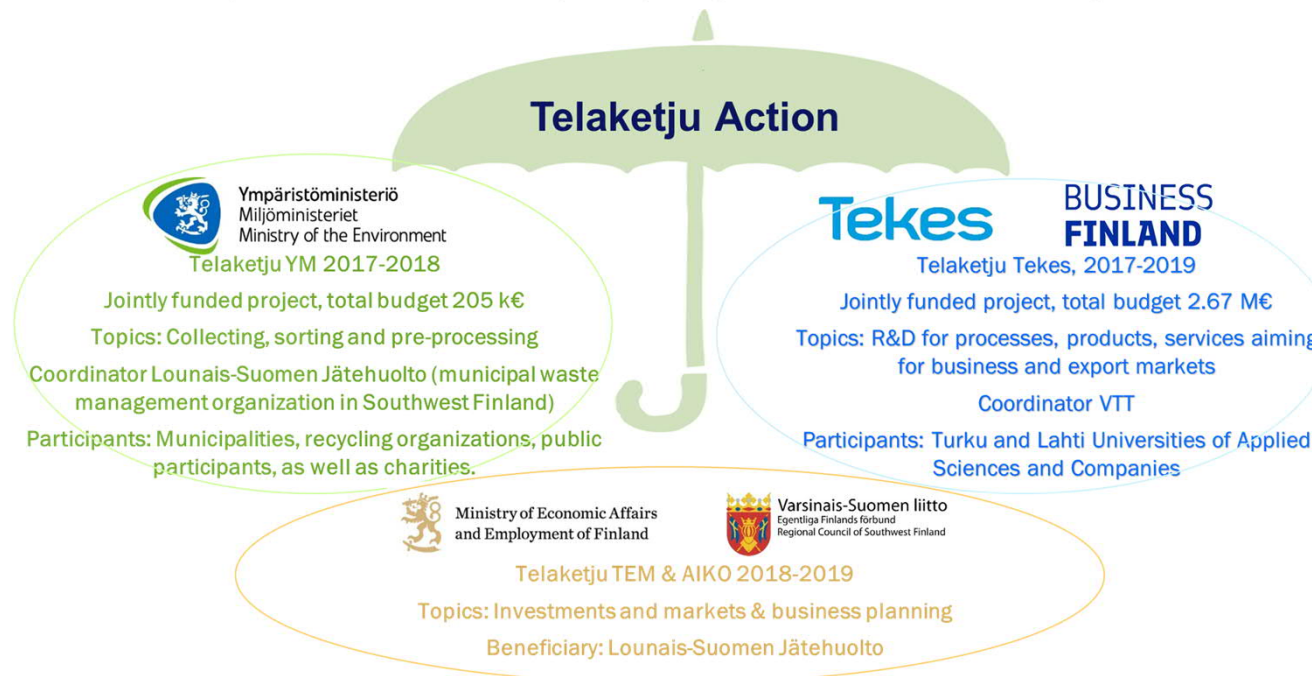 Telaketju Action
Ympäristöministeriö
Miljöministeriet
Ministry of the Environment
Telaketju YM 2017-2018
Jointly funded project, total budget 205 k€
Topics: Collecting, sorting and pre-processing
Coordinator Lounais-Suomen Jätehuolto (municipal waste
management organization in Southwest Finland)
Participants: Municipalities, recycling organizations, public
participants, as well as charities.
Tekes
BUSINESS
FINLAND
Telaketju Tekes, 2017-2019
Jointly funded project, total budget 2.67 M€
Topics: R&D for processes, products, services aiming
for business and export markets
Coordinator VTT
Participants: Turku and Lahti Universities of Applied
Sciences and Companies
Ministry of Economic Affairs
and Employment of Finland
Varsinais-Suomen liitto
Egentliga Finlands förbund
Regional Council of Southwest Finland
Telaketju TEM & AIKO 2018-2019
Topics: Investments and markets & business planning
Beneficiary: Lounais-Suomen Jätehuolto